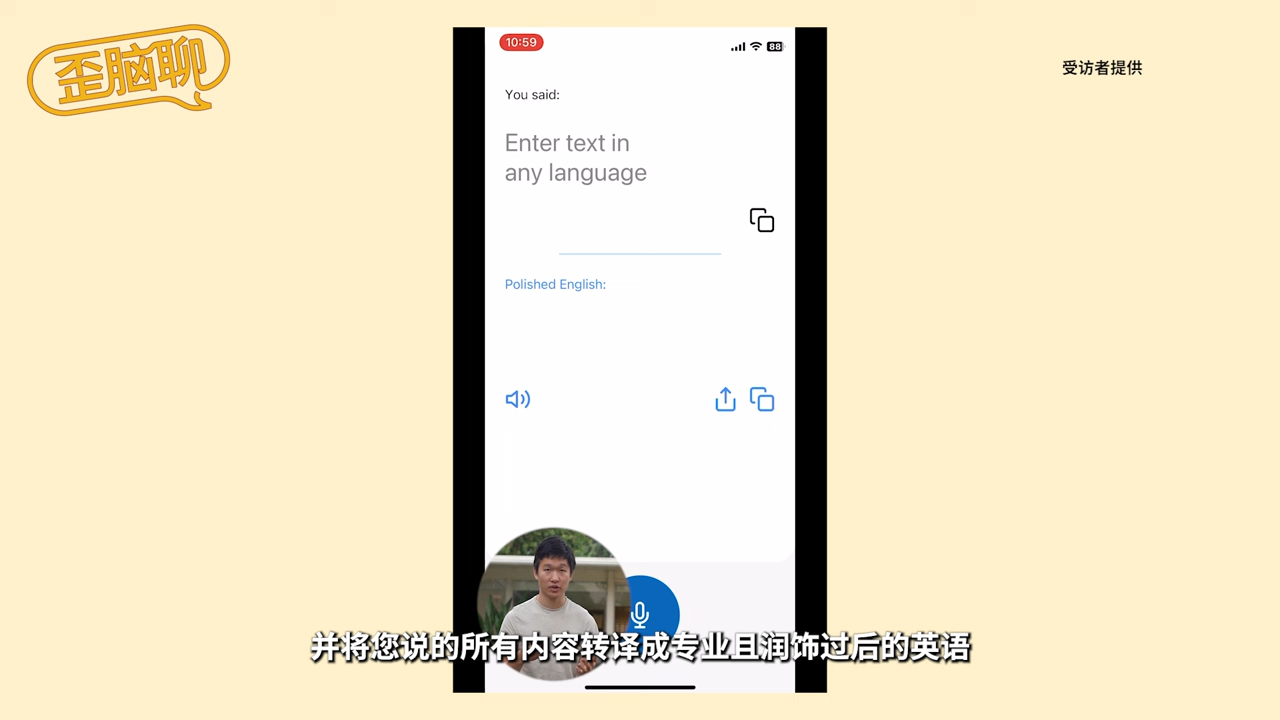 歪脑聊
受访者提供
10:59
88
You said:
Enter text in
any language
Polished English:
并将您说的所有内容转译成专业且润饰过后的英语